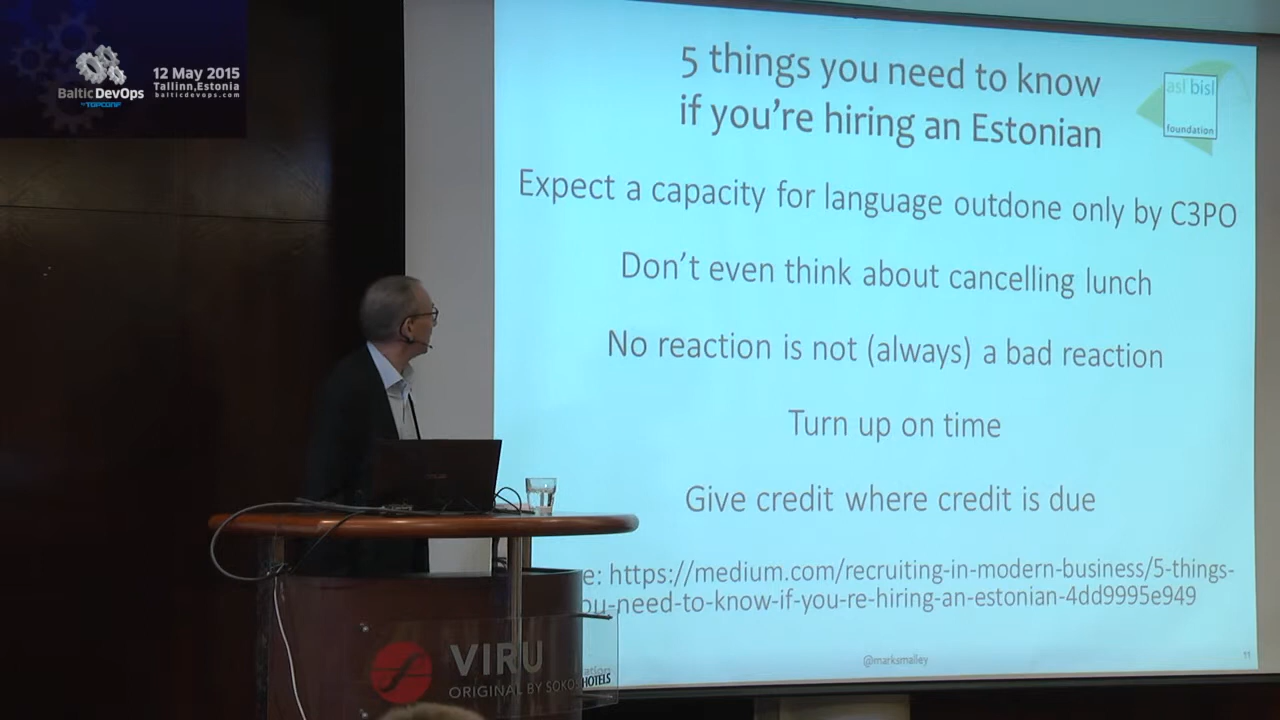 BalticDevOps
by TOPCONF
12 May 2015
Tallinn,Estonia
balticdevops.com
5 things you need to know
if you're hiring an Estonian
asl bisl
foundation
Expect a capacity for language outdone only by C3PO
Don't even think about cancelling lunch
No reaction is not (always) a bad reaction
Turn up on time
Give credit where credit is due
e: https://medium.com/recruiting-in-modern-business/5-things-
ou-need-to-know-if-you-re-hiring-an-estonian-4dd9995e949
@marksmalley
11
VIRU
ORIGINAL BY SOKOS HOTELS